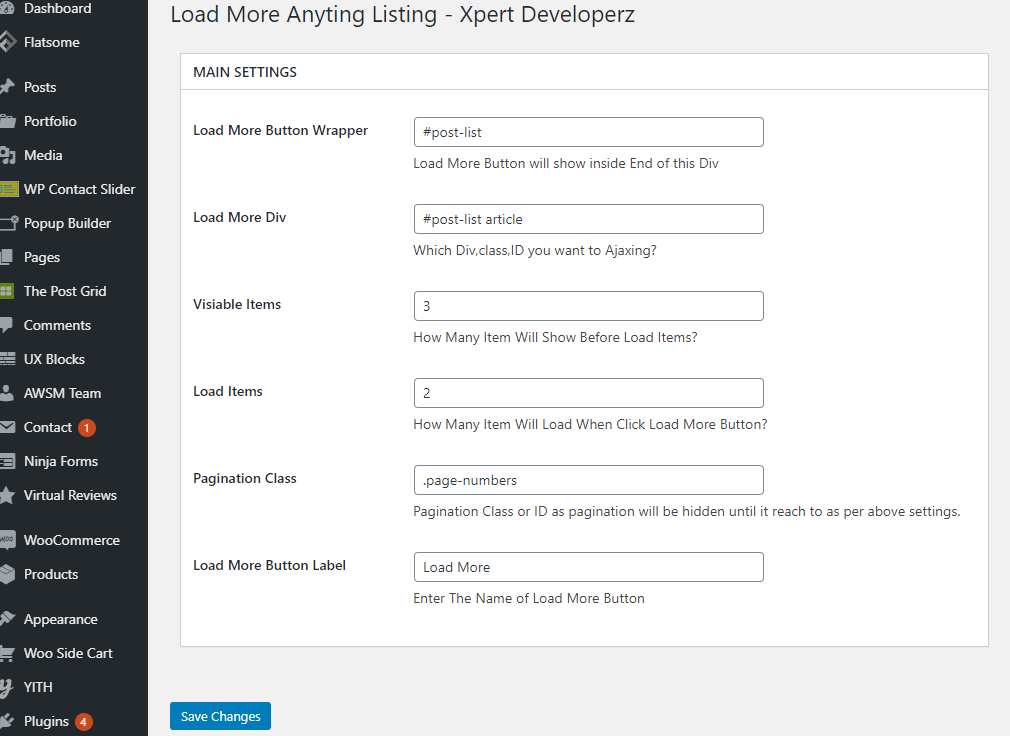 Dashboard
Flatsome
Posts
Portfolio
Media
WP Contact Slider
Popup Builder
Pages
The Post Grid
Comments
UX Blocks
AWSM Team
Contact 1
Ninja Forms
Virtual Reviews
WooCommerce
Products
Appearance
Woo Side Cart
YITH
Plugins 4
Load More Anyting Listing - Xpert Developerz
MAIN SETTINGS
Load More Button Wrapper
#post-list
Load More Button will show inside End of this Div
Load More Div
#post-list article
Which Div,class,ID you want to Ajaxing?
Visiable Items
3
How Many Item Will Show Before Load Items?
Load Items
2
How Many Item Will Load When Click Load More Button?
Pagination Class
.page-numbers
Pagination Class or ID as pagination will be hidden until it reach to as per above settings.
Load More Button Label
Load More
Enter The Name of Load More Button
Save Changes